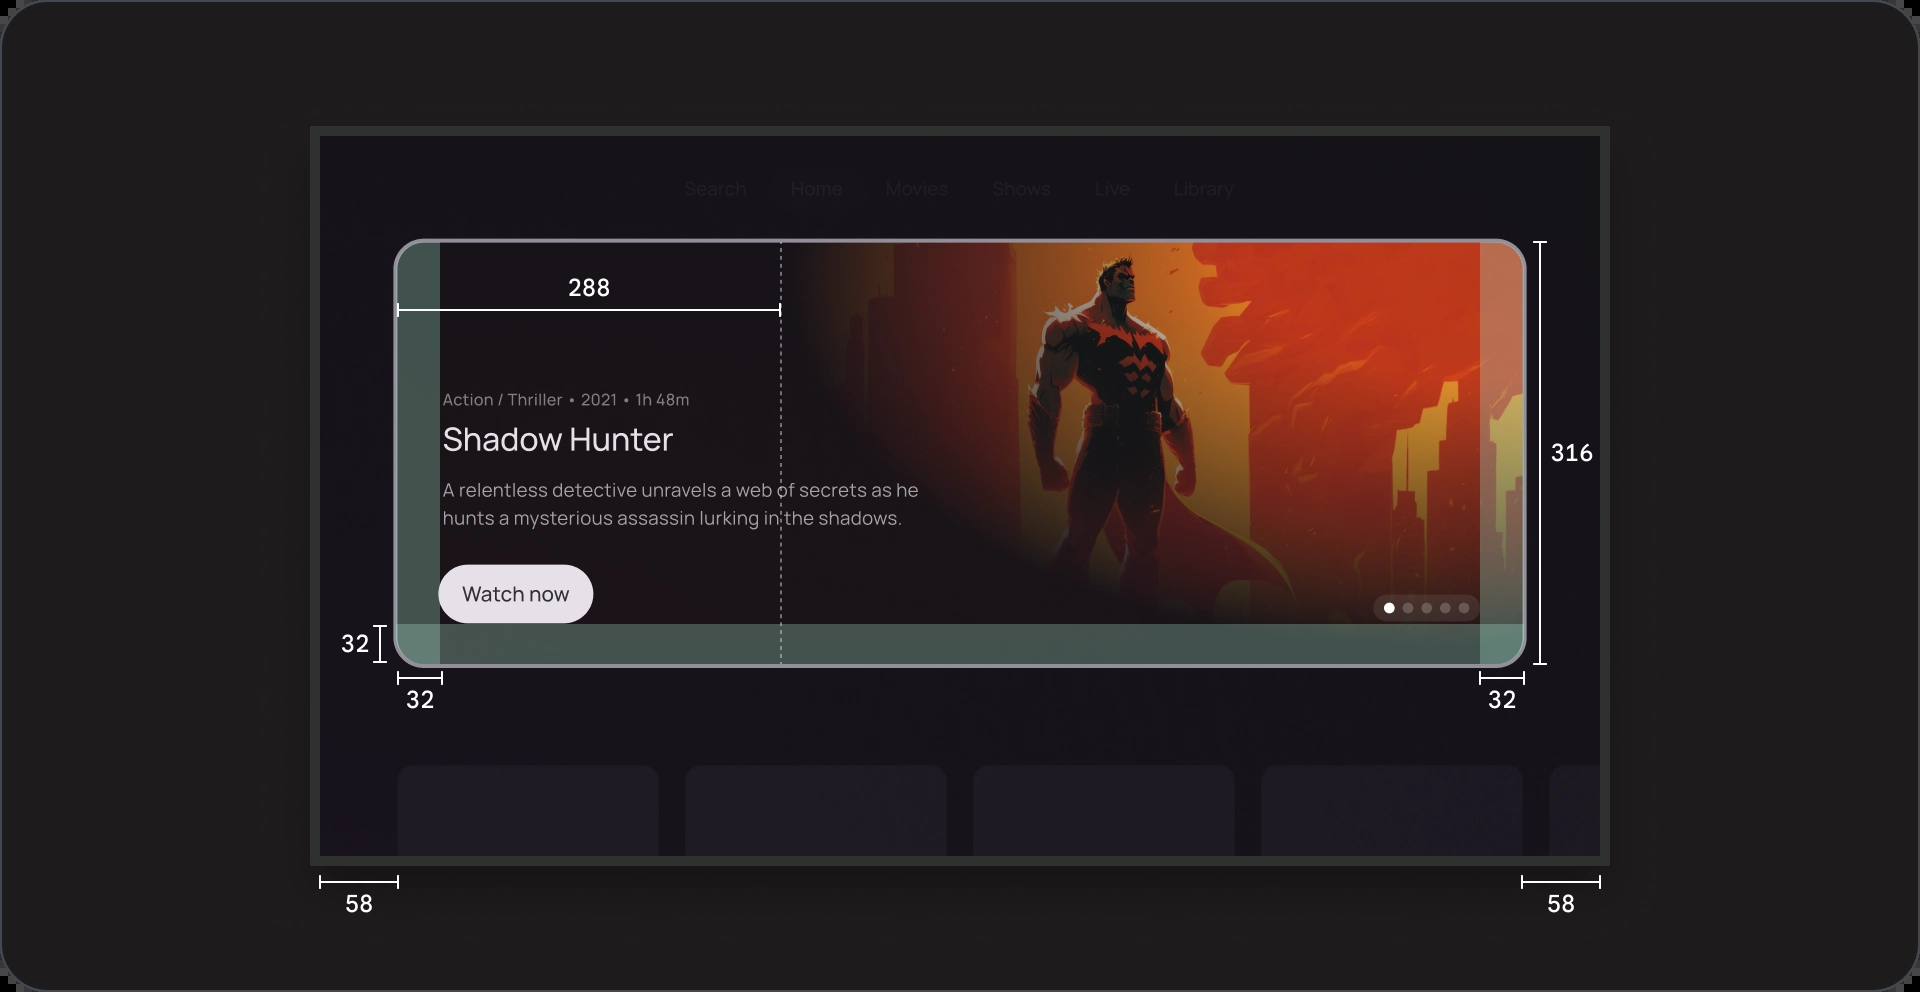 Search Home Movies Shows Live Library
288
Action / Thriller • 2021 • 1h 48m
Shadow Hunter
316
A relentless detective unravels a web of secrets as he
hunts a mysterious assassin lurking in the shadows.
Watch now
32
32 32
58 58